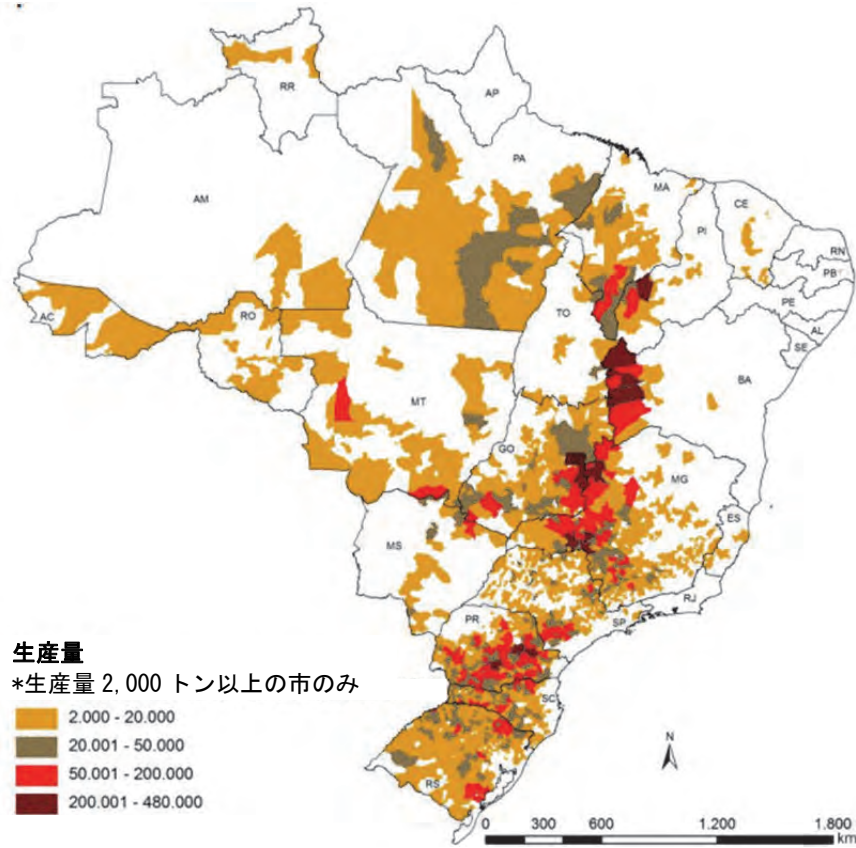 RR
AP
AM
PA
MA
CE
PI
RN
PB
PE
AC
RO
TO
AL
SE
MT
BA
GO
MG
ES
MS
RJ
PR
SP
SC
RS
生産量
*生産量 2,000 トン以上の市のみ
2.000 - 20.000
20.001 - 50.000
50.001 - 200.000
200.001 - 480.000
N
0 300 600 1.200 1.800
km